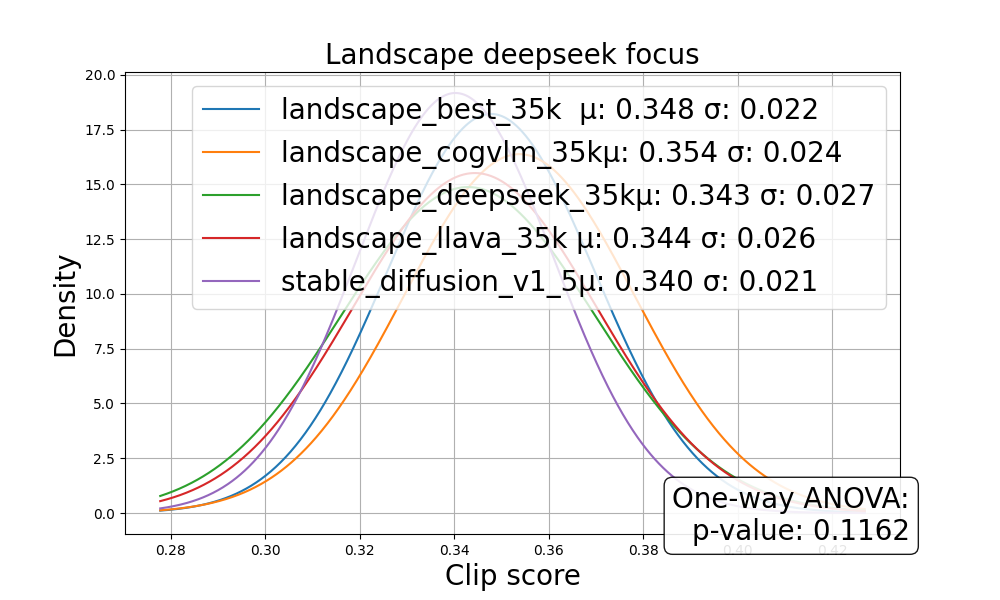 Landscape deepseek focus
20.0
17.5
15.0
12.5
10.0
7.5
5.0
2.5
0.0
Density
landscape_best_35k  μ: 0.348 σ: 0.022
landscape_cogvlm_35kμ: 0.354 σ: 0.024
landscape_deepseek_35kμ: 0.343 σ: 0.027
landscape_llava_35k μ: 0.344 σ: 0.026
stable_diffusion_v1_5μ: 0.340 σ: 0.021
One-way ANOVA:
p-value: 0.1162
0.28 0.30 0.32 0.34 0.36 0.38 0.40 0.42
Clip score